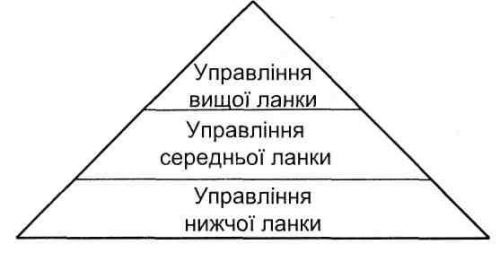 Управління
вищої ланки
Управління
середньої ланки
Управління
нижчої ланки